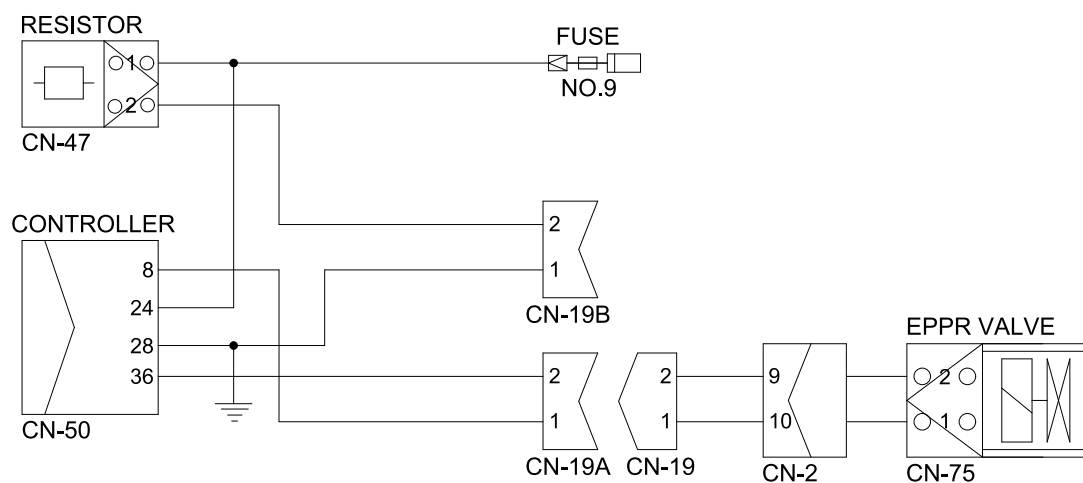 RESISTOR
1
2
CN-47
FUSE
NO.9
CONTROLLER
8
24
28
36
CN-50
2
1
CN-19B
2
1
CN-19A
2
1
CN-19
9
10
CN-2
EPPR VALVE
2
1
CN-75